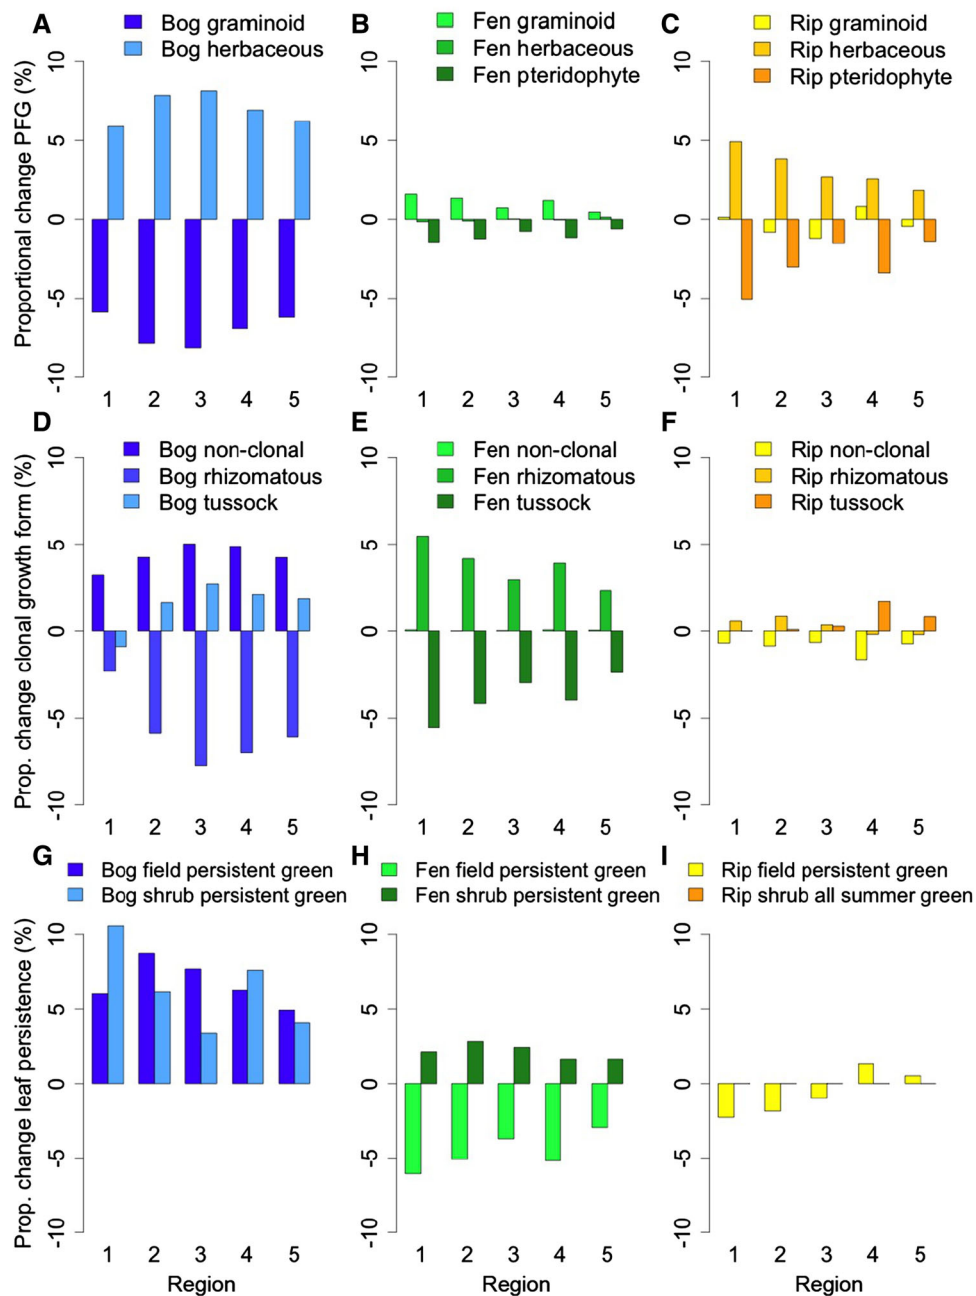 A
Bog graminoid
Bog herbaceous
Proportional change PFG (%)
10
5
0
-5
-10
1 2 3 4 5
B
Fen graminoid
Fen herbaceous
Fen pteridophyte
10
5
0
-5
-10
1 2 3 4 5
C
Rip graminoid
Rip herbaceous
Rip pteridophyte
10
5
0
-5
-10
1 2 3 4 5
D
Bog non-clonal
Bog rhizomatous
Bog tussock
Prop. change clonal growth form (%)
10
5
0
-5
-10
1 2 3 4 5
E
Fen non-clonal
Fen rhizomatous
Fen tussock
10
5
0
-5
-10
1 2 3 4 5
F
Rip non-clonal
Rip rhizomatous
Rip tussock
10
5
0
-5
-10
1 2 3 4 5
G
Bog field persistent green
Bog shrub persistent green
Prop. change leaf persistence (%)
10
5
0
-5
-10
1 2 3 4 5
Region
H
Fen field persistent green
Fen shrub persistent green
10
5
0
-5
-10
1 2 3 4 5
Region
I
Rip field persistent green
Rip shrub all summer green
10
5
0
-5
-10
1 2 3 4 5
Region